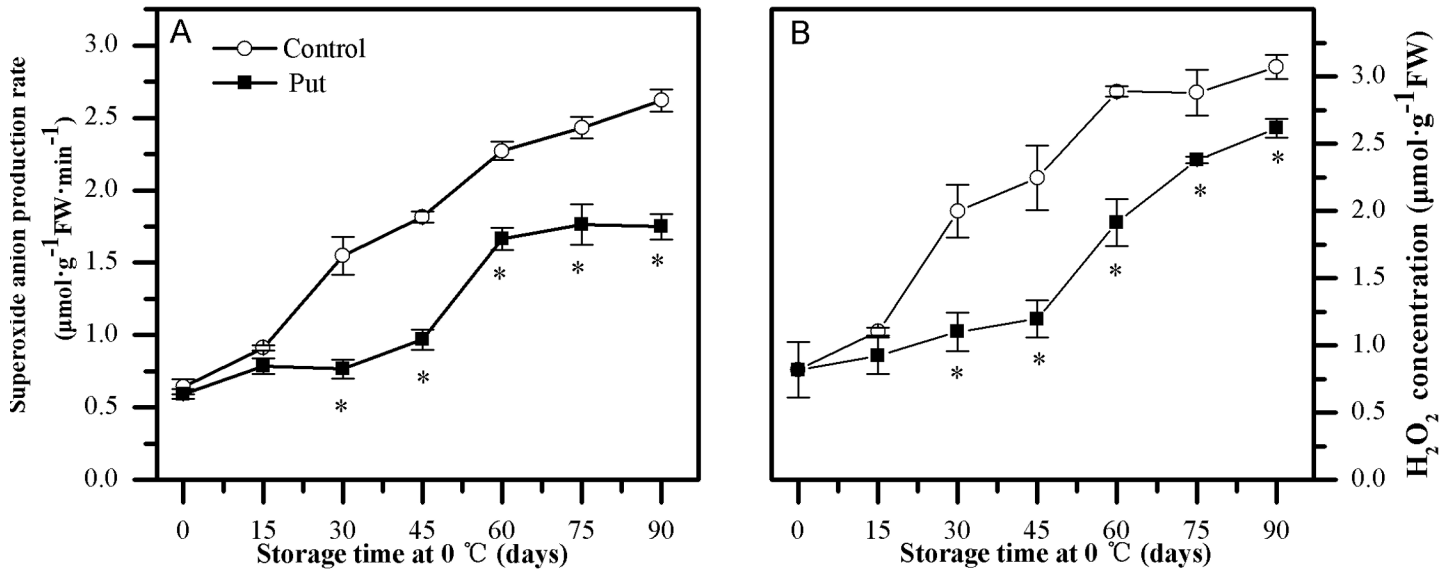 A
Control
Put
3.0
2.5
2.0
1.5
1.0
0.5
0.0
Superoxide anion production rate
(μmol·g⁻¹FW·min⁻¹)
*
*
*
*
*
0 15 30 45 60 75 90
Storage time at 0 ℃ (days)
B
*
*
*
*
*
3.0
2.5
2.0
1.5
1.0
0.5
0.0
H₂O₂ concentration (μmol·g⁻¹FW)
0 15 30 45 60 75 90
Storage time at 0 ℃ (days)